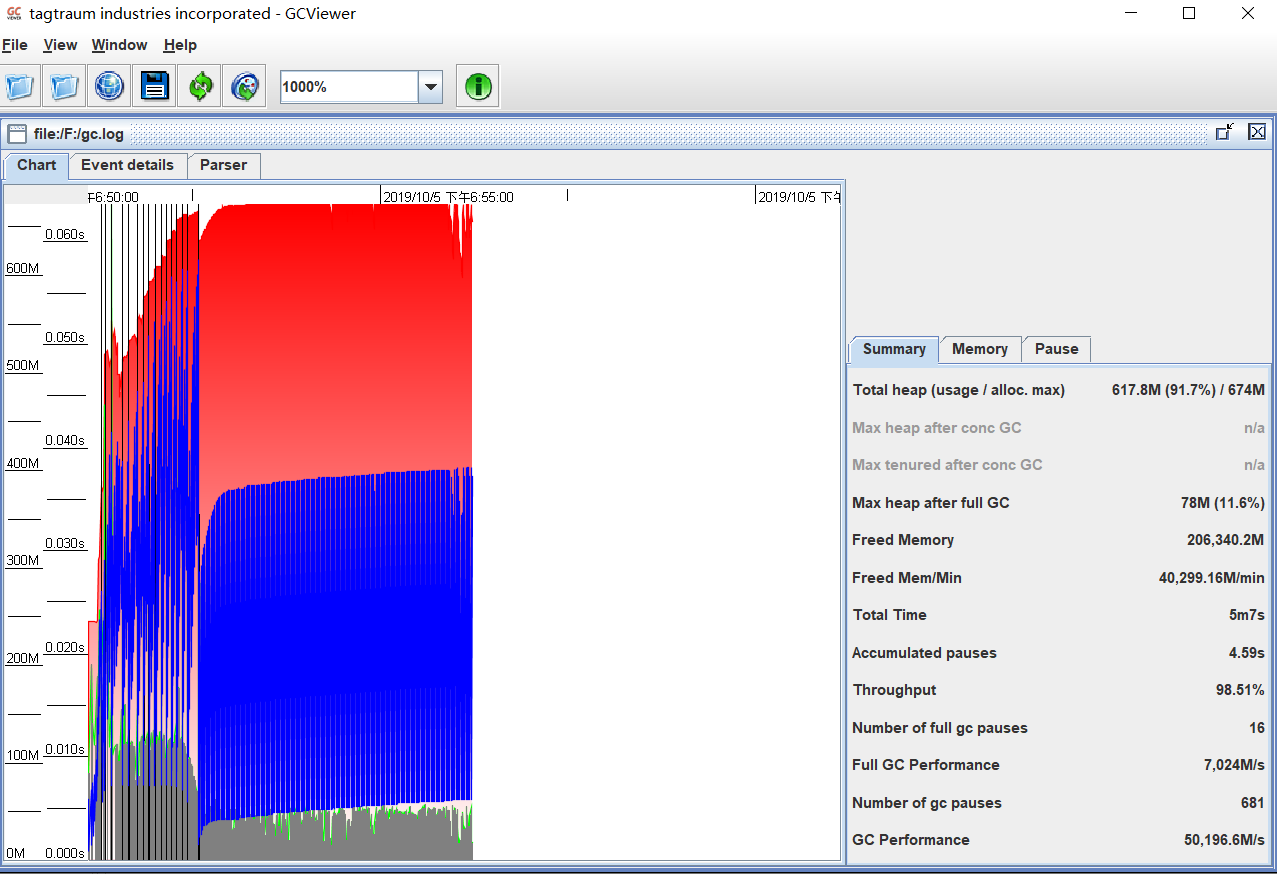 GC VIEWER tagtraum industries incorporated - GCViewer
File View Window Help
1000%
file:/F:/gc.log
Chart Event details Parser
午6:50:00 2019/10/5 下午6:55:00 2019/10/5 下午
0.060s
600M
0.050s
500M
0.040s
400M
0.030s
300M
0.020s
200M
0.010s
100M
0M 0.000s
Summary Memory Pause
Total heap (usage / alloc. max) 617.8M (91.7%) / 674M
Max heap after conc GC n/a
Max tenured after conc GC n/a
Max heap after full GC 78M (11.6%)
Freed Memory 206,340.2M
Freed Mem/Min 40,299.16M/min
Total Time 5m7s
Accumulated pauses 4.59s
Throughput 98.51%
Number of full gc pauses 16
Full GC Performance 7,024M/s
Number of gc pauses 681
GC Performance 50,196.6M/s